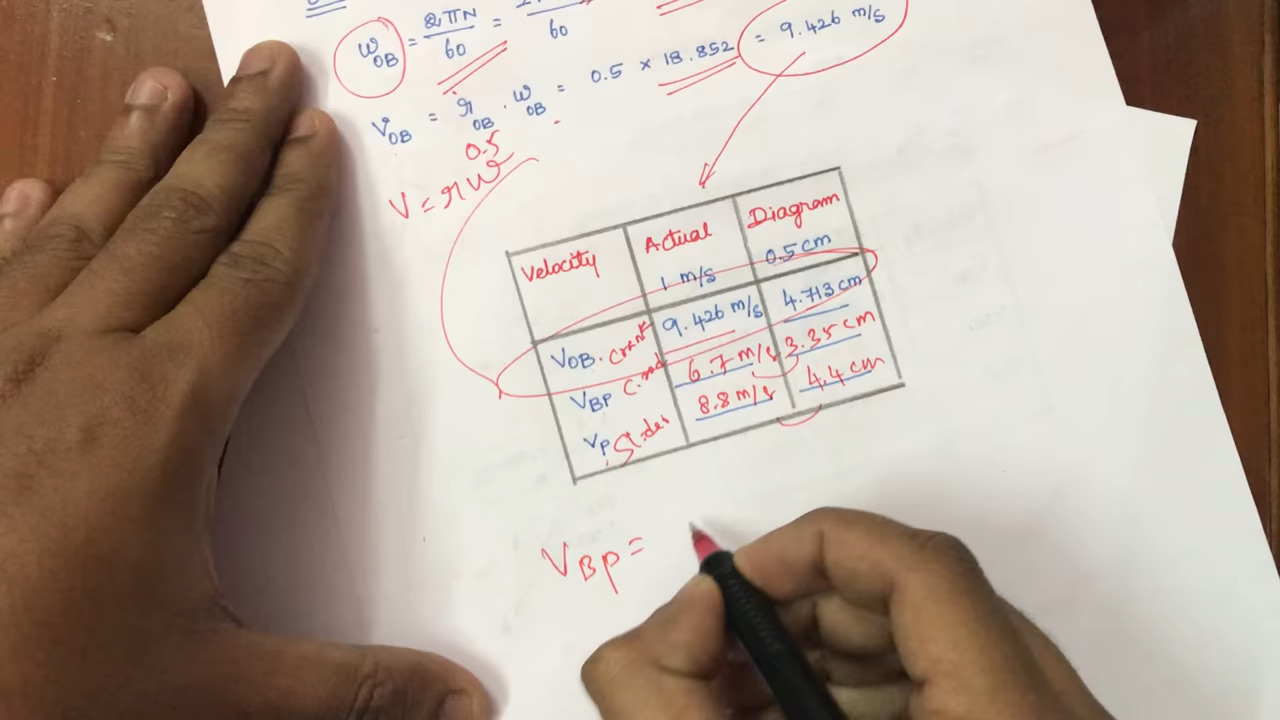 ω_OB = 2πN/60 = 60
V_OB = r_OB . ω_OB = 0.5 × 18.852 = 9.426 m/s
0.5
V = rω
Velocity Actual 1 m/s Diagram 0.5 cm
V_OB . Crank 9.426 m/s 4.713 cm
V_BP C.rod 6.7 m/s 3.35 cm
V_P Slider 8.8 m/s 4.4 cm
V_BP =